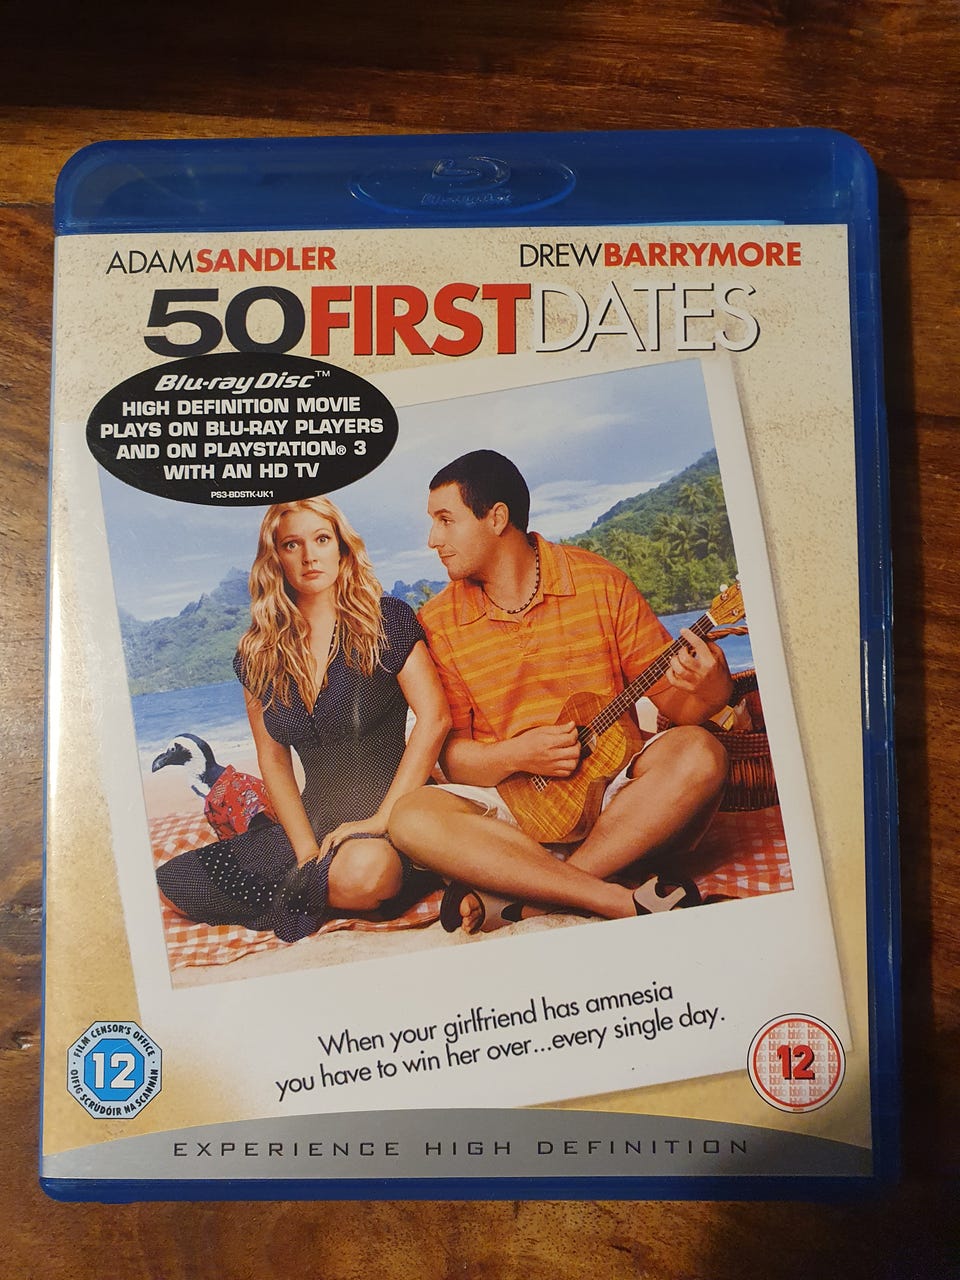 ADAMSANDLER
DREWBARRYMORE
50FIRSTDATES
Blu-ray Disc™
HIGH DEFINITION MOVIE
PLAYS ON BLU-RAY PLAYERS
AND ON PLAYSTATION® 3
WITH AN HD TV
PS3-BDSTK-UK1
When your girlfriend has amnesia
you have to win her over...every single day.
FILM CENSOR'S OFFICE
12
OIFIG SCRÚDÓIR NA SCANNÁN
12
EXPERIENCE HIGH DEFINITION